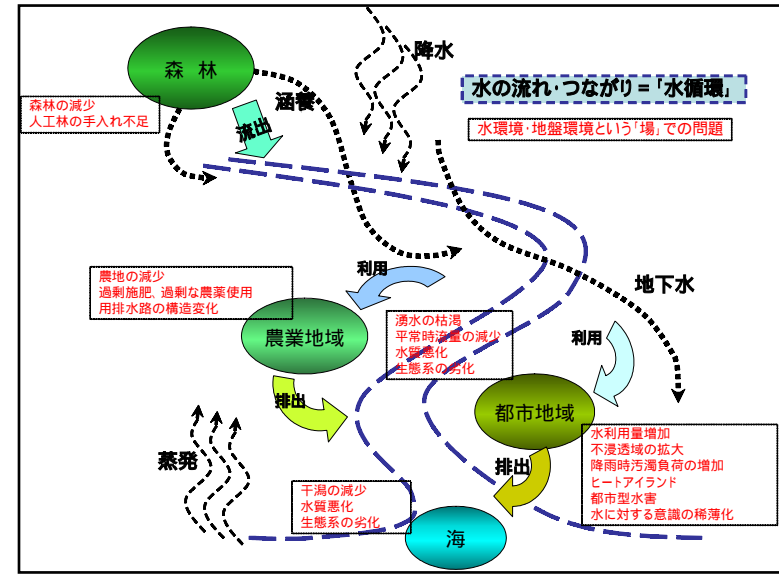 森 林
降水
水の流れ・つながり=「水循環」
森林の減少
人工林の手入れ不足
涵養
流出
水環境・地盤環境という「場」での問題
利用
地下水
農地の減少
過剰施肥、過剰な農薬使用
用排水路の構造変化
農業地域
湧水の枯渇
平常時流量の減少
水質悪化
生態系の劣化
利用
排出
都市地域
水利用量増加
不浸透域の拡大
降雨時汚濁負荷の増加
ヒートアイランド
都市型水害
水に対する意識の稀薄化
蒸発
排出
干潟の減少
水質悪化
生態系の劣化
海